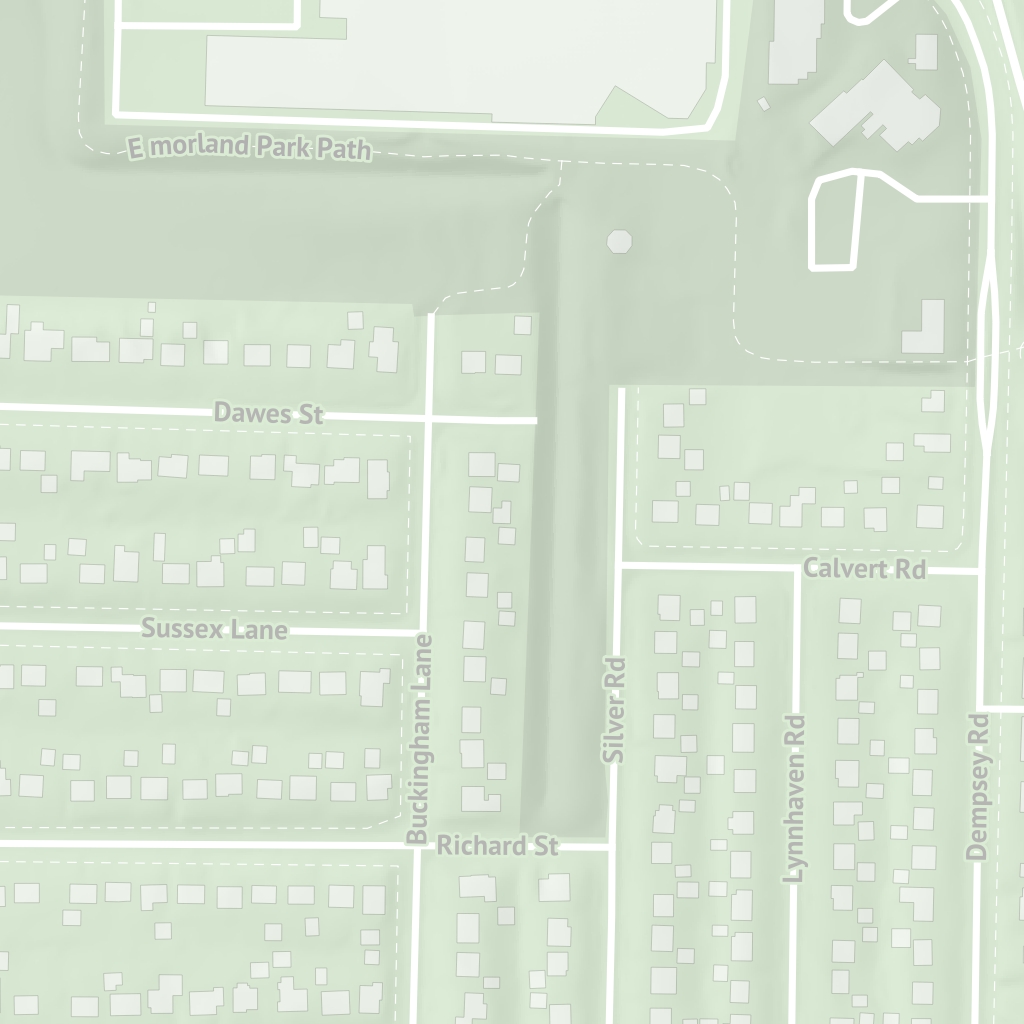 E morland Park Path
Dawes St
Calvert Rd
Sussex Lane
Buckingham Lane
Silver Rd
Lynnhaven Rd
Dempsey Rd
Richard St